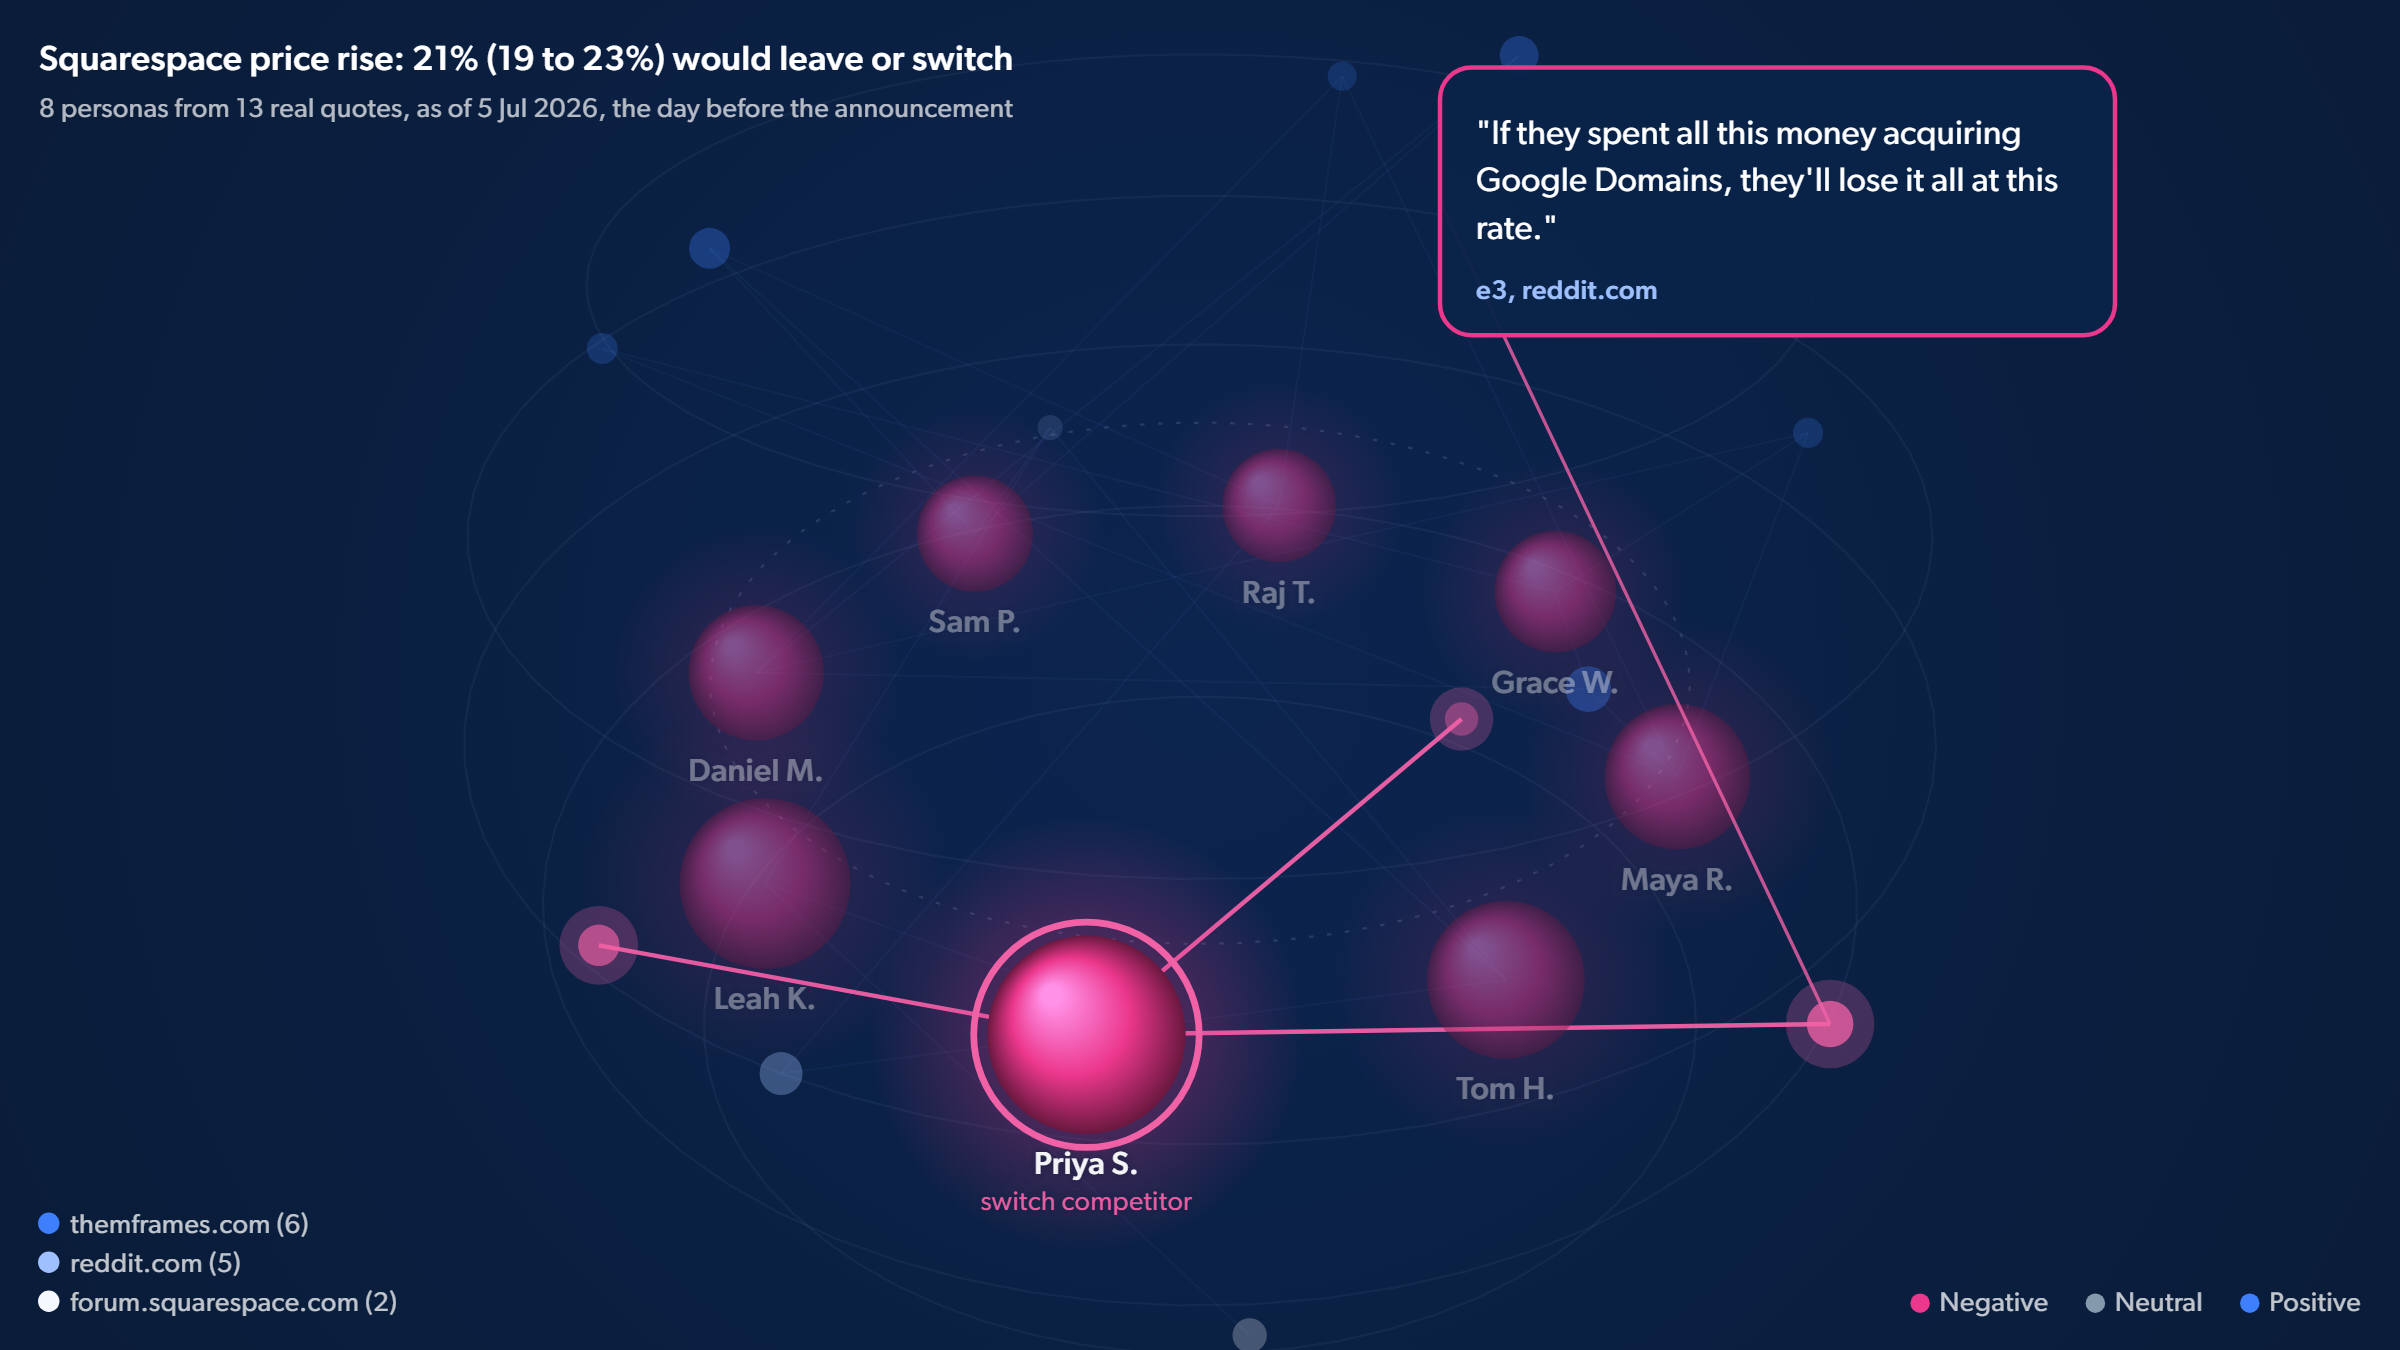 Squarespace price rise: 21% (19 to 23%) would leave or switch
8 personas from 13 real quotes, as of 5 Jul 2026, the day before the announcement
"If they spent all this money acquiring
Google Domains, they'll lose it all at this
rate."
e3, reddit.com
Sam P.
Raj T.
Grace W.
Daniel M.
Maya R.
Leah K.
Tom H.
Priya S.
switch competitor
themframes.com (6)
reddit.com (5)
forum.squarespace.com (2)
Negative
Neutral
Positive